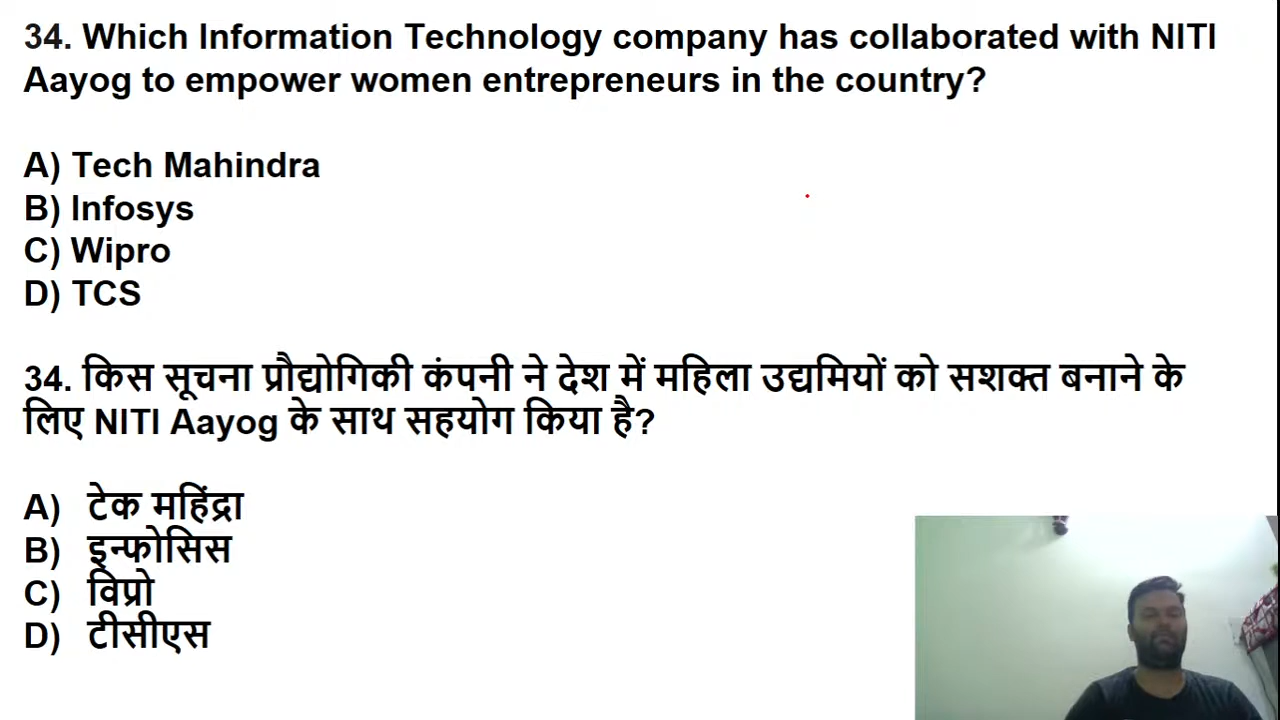 34. Which Information Technology company has collaborated with NITI
Aayog to empower women entrepreneurs in the country?
A) Tech Mahindra
B) Infosys
C) Wipro
D) TCS
34. किस सूचना प्रौद्योगिकी कंपनी ने देश में महिला उद्यमियों को सशक्त बनाने के
लिए NITI Aayog के साथ सहयोग किया है?
A) टेक महिंद्रा
B) इन्फोसिस
C) विप्रो
D) टीसीएस